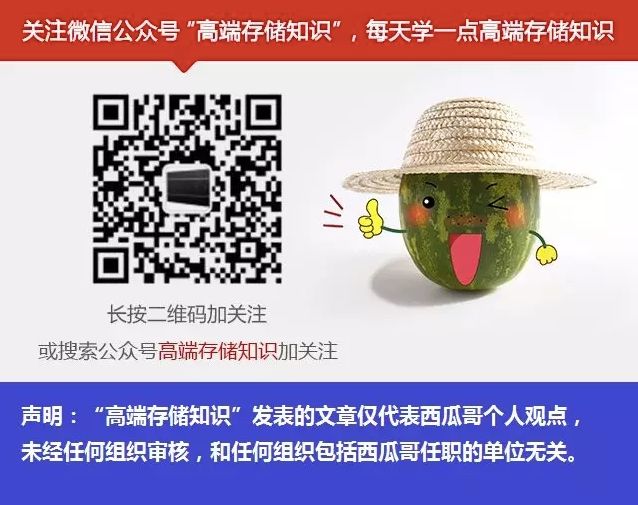 关注微信公众号“高端存储知识”，每天学一点高端存储知识
长按二维码加关注
或搜索公众号高端存储知识加关注
声明：“高端存储知识”发表的文章仅代表西瓜哥个人观点，
未经任何组织审核，和任何组织包括西瓜哥任职的单位无关。